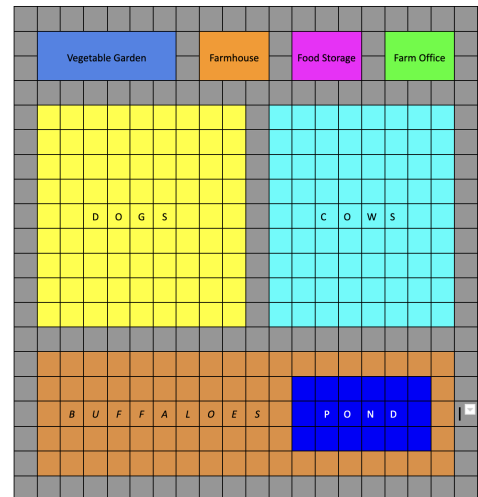 Vegetable Garden Farmhouse Food Storage Farm Office
D O G S C O W S
B U F F A L O E S P O N D